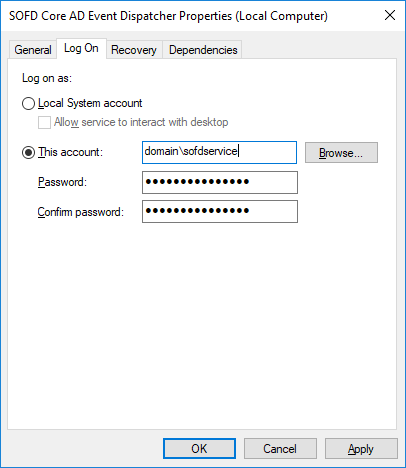 SOFD Core AD Event Dispatcher Properties (Local Computer)
General Log On Recovery Dependencies
Log on as:
Local System account
Allow service to interact with desktop
This account: domain\sofdservice Browse...
Password: •••••••••••••••
Confirm password: •••••••••••••••
OK Cancel Apply